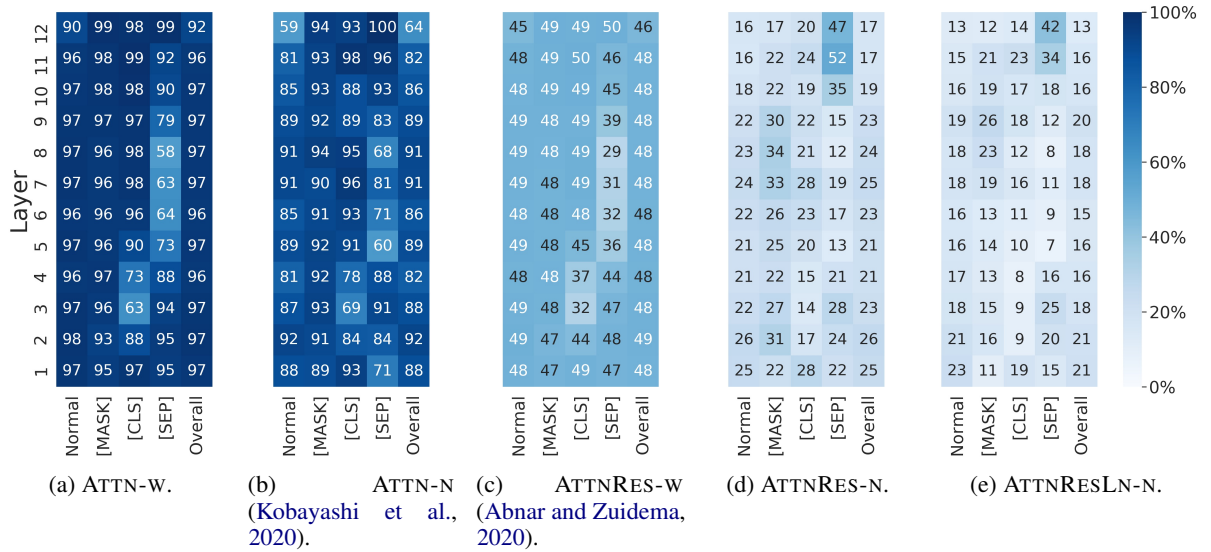 12 90 99 98 99 92 59 94 93 100 64 45 49 49 50 46 16 17 20 47 17 13 12 14 42 13 100%
11 96 98 99 92 96 81 93 98 96 82 48 49 50 46 48 16 22 24 52 17 15 21 23 34 16
10 97 98 98 90 97 85 93 88 93 86 48 49 49 45 48 18 22 19 35 19 16 19 17 18 16 80%
9 97 97 97 79 97 89 92 89 83 89 48 49 49 39 48 22 30 22 15 23 19 26 18 12 20
8 97 96 98 58 97 91 94 95 68 91 49 48 49 29 48 23 34 21 12 24 18 23 12 8 18 60%
7 97 96 98 63 97 91 90 96 81 91 49 48 49 31 48 24 33 28 19 25 18 19 16 11 18
Layer
6 96 96 96 64 96 85 91 93 71 86 48 48 48 32 48 22 26 23 17 23 16 13 11 9 15
5 97 96 90 73 97 89 92 91 60 89 49 48 45 36 48 21 25 20 13 21 16 14 10 7 16 40%
4 96 97 73 88 96 81 92 78 88 82 48 48 37 44 48 21 22 15 21 21 17 13 8 16 16
3 97 96 63 94 97 87 93 69 91 88 49 48 32 47 48 22 27 14 28 23 18 15 9 25 18 20%
2 98 93 88 95 97 92 91 84 84 92 49 47 44 48 49 26 31 17 24 26 21 16 9 20 21
1 97 95 97 95 97 88 89 93 71 88 48 47 49 47 48 25 22 28 22 25 23 11 19 15 21 0%
Normal [MASK] [CLS] [SEP] Overall Normal [MASK] [CLS] [SEP] Overall Normal [MASK] [CLS] [SEP] Overall Normal [MASK] [CLS] [SEP] Overall Normal [MASK] [CLS] [SEP] Overall
(a) ATTN-W.
(b) ATTN-N
(Kobayashi et al.,
2020).
(c) ATTNRES-W
(Abnar and Zuidema,
2020).
(d) ATTNRES-N.
(e) ATTNRESLN-N.